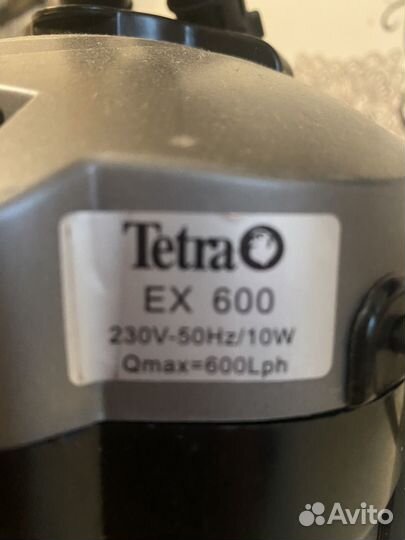 Tetra
EX 600
230V-50Hz/10W
Qmax=600Lph
Avito